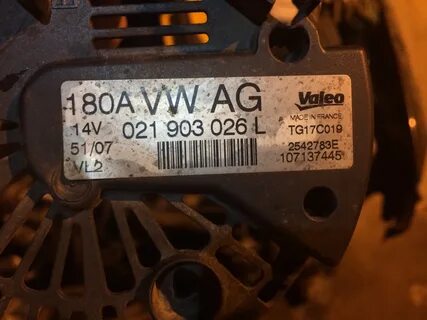 180A VW AG
14V 021 903 026 L
51/07
VL2
Valeo
MADE IN FRANCE
TG17C019
2542783E
107137445